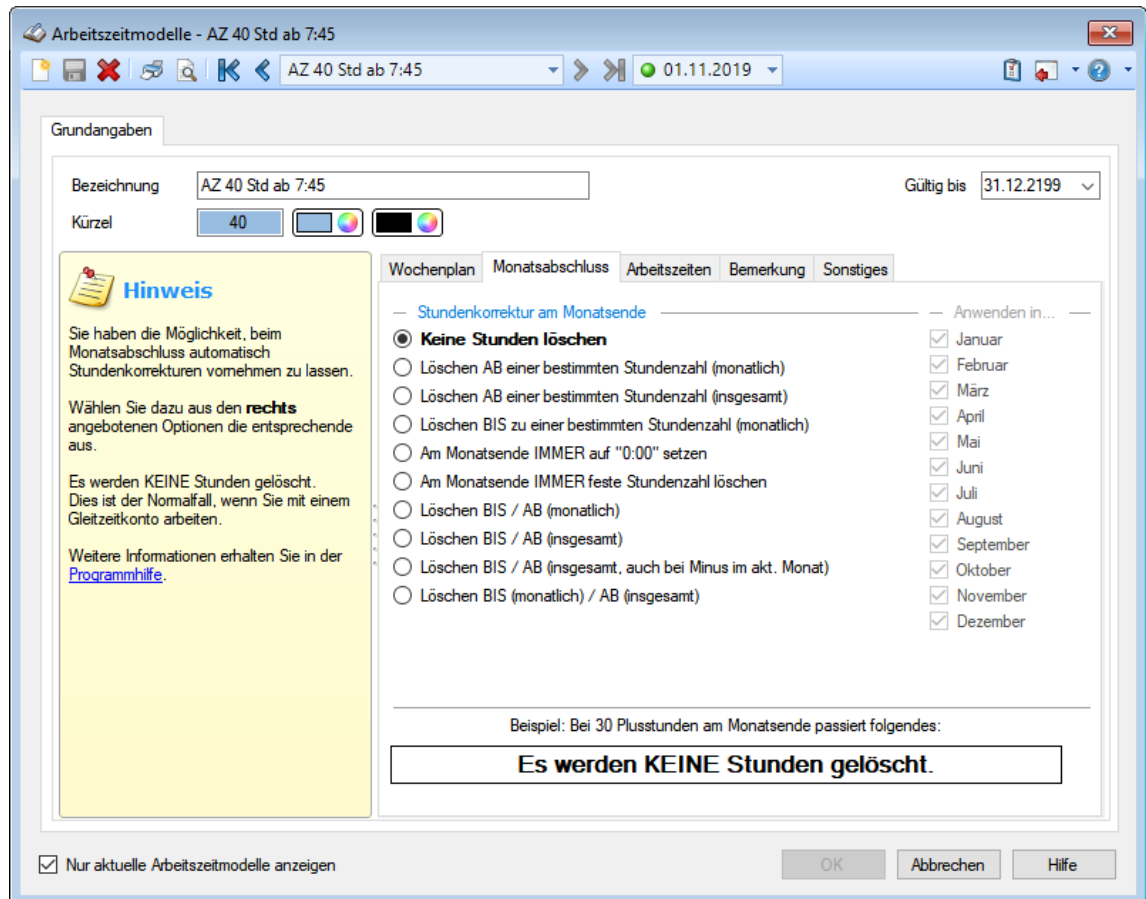 Arbeitszeitmodelle - AZ 40 Std ab 7:45
AZ 40 Std ab 7:45
01.11.2019
Grundangaben
Bezeichnung AZ 40 Std ab 7:45 Gültig bis 31.12.2199
Kürzel 40
Hinweis
Sie haben die Möglichkeit, beim
Monatsabschluss automatisch
Stundenkorrekturen vornehmen zu lassen.
Wählen Sie dazu aus den rechts
angebotenen Optionen die entsprechende
aus.
Es werden KEINE Stunden gelöscht.
Dies ist der Normalfall, wenn Sie mit einem
Gleitzeitkonto arbeiten.
Weitere Informationen erhalten Sie in der
Programmhilfe.
Wochenplan Monatsabschluss Arbeitszeiten Bemerkung Sonstiges
Stundenkorrektur am Monatsende
Keine Stunden löschen
Löschen AB einer bestimmten Stundenzahl (monatlich)
Löschen AB einer bestimmten Stundenzahl (insgesamt)
Löschen BIS zu einer bestimmten Stundenzahl (monatlich)
Am Monatsende IMMER auf "0:00" setzen
Am Monatsende IMMER feste Stundenzahl löschen
Löschen BIS / AB (monatlich)
Löschen BIS / AB (insgesamt)
Löschen BIS / AB (insgesamt, auch bei Minus im akt. Monat)
Löschen BIS (monatlich) / AB (insgesamt)
Anwenden in...
Januar
Februar
März
April
Mai
Juni
Juli
August
September
Oktober
November
Dezember
Beispiel: Bei 30 Plusstunden am Monatsende passiert folgendes:
Es werden KEINE Stunden gelöscht.
Nur aktuelle Arbeitszeitmodelle anzeigen
OK Abbrechen Hilfe